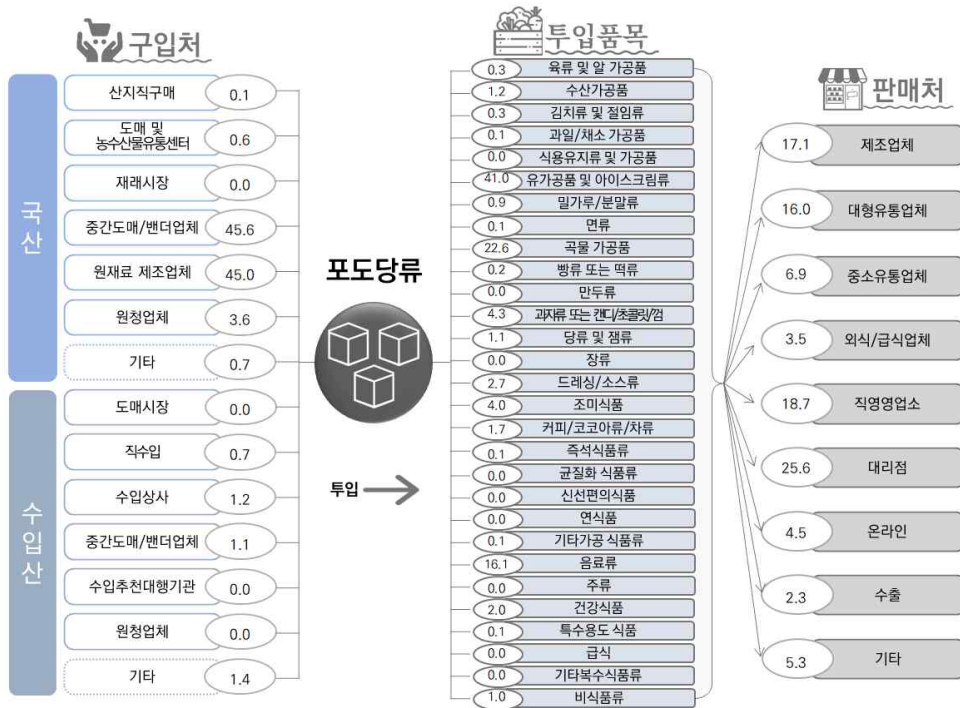 구입처
국산
산지직구매 0.1
도매 및
농수산물유통센터 0.6
재래시장 0.0
중간도매/밴더업체 45.6
원재료 제조업체 45.0
원청업체 3.6
기타 0.7
수입산
도매시장 0.0
직수입 0.7
수입상사 1.2
중간도매/밴더업체 1.1
수입추천대행기관 0.0
원청업체 0.0
기타 1.4
포도당류
투입
투입품목
0.3 육류 및 알 가공품
1.2 수산가공품
0.3 김치류 및 절임류
0.1 과일/채소 가공품
0.0 식용유지류 및 가공품
41.0 유가공품 및 아이스크림류
0.9 밀가루/분말류
0.1 면류
22.6 곡물 가공품
0.2 빵류 또는 떡류
0.0 만두류
4.3 과자류 또는 캔디/초콜릿/껌
1.1 당류 및 잼류
0.0 장류
2.7 드레싱/소스류
4.0 조미식품
1.7 커피/코코아류/차류
0.1 즉석식품류
0.0 균질화 식품류
0.0 신선편의식품
0.0 연식품
0.1 기타가공 식품류
16.1 음료류
0.0 주류
2.0 건강식품
0.1 특수용도 식품
0.0 급식
0.0 기타복수식품류
1.0 비식품류
판매처
17.1 제조업체
16.0 대형유통업체
6.9 중소유통업체
3.5 외식/급식업체
18.7 직영영업소
25.6 대리점
4.5 온라인
2.3 수출
5.3 기타